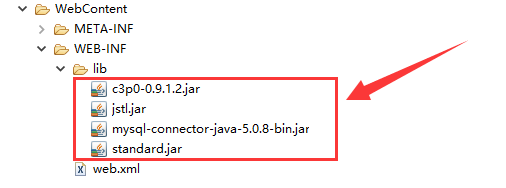 WebContent
META-INF
WEB-INF
lib
c3p0-0.9.1.2.jar
jstl.jar
mysql-connector-java-5.0.8-bin.jar
standard.jar
web.xml